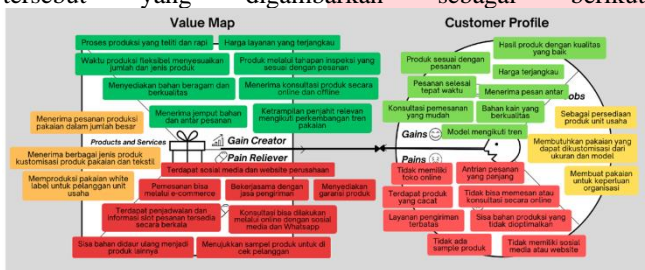 tersebut yang digambarkan sebagai berikut
Value Map
Customer Profile
Proses produksi yang teliti dan rapi
Harga layanan yang terjangkau
Waktu produksi fleksibel menyesuaikan
jumlah dan jenis produk
Produk melalui tahapan inspeksi yang
sesuai dengan pesanan
Menyediakan bahan beragam dan
berkualitas
Menerima konsultasi produk secara
online dan offline
Menerima jemput bahan
dan antar pesanan
Ketrampilan penjahit relevan
mengikuti perkembangan tren
pakaian
Menerima pesanan produksi
pakaian dalam jumlah besar
Products and Services
Menerima berbagai jenis produk
kustomisasi produk pakaian dan tekstil
Memproduksi pakaian white
label untuk pelanggan unit
usaha
Gain Creator
Pain Reliever
Terdapat sosial media dan website perusahaan
Pemesanan bisa
melalui e-commerce
Bekerjasama dengan
jasa pengiriman
Menyediakan
garansi produk
Terdapat penjadwalan dan
informasi slot pesanan tersedia
secara berkala
Konsultasi bisa dilakukan
melalui online dengan sosial
media dan Whatsapp
Sisa bahan didaur ulang menjadi
produk lainnya
Menujukkan sampel produk untuk di
cek pelanggan
Hasil produk dengan kualitas
yang baik
Produk sesuai dengan
pesanan
Harga terjangkau
Pesanan selesai
tepat waktu
Menerima pesan antar
Konsultasi pemesanan
yang mudah
Bahan kain yang
berkualitas
Model mengikuti tren
Gains
Pains
Jobs
Sebagai persediaan
produk unit usaha
Membutuhkan pakaian yang
dapat dikustomisasi dari
ukuran dan model
Membuat pakaian
untuk keperluan
organisasi
Tidak memiliki
toko online
Antrian pesanan
yang panjang
Terdapat produk
yang cacat
Tidak bisa memesan atau
konsultasi secara online
Layanan pengiriman
terbatas
Sisa bahan produksi yang
tidak dioptimalkan
Tidak ada
sample produk
Tidak memiliki sosial
media atau website